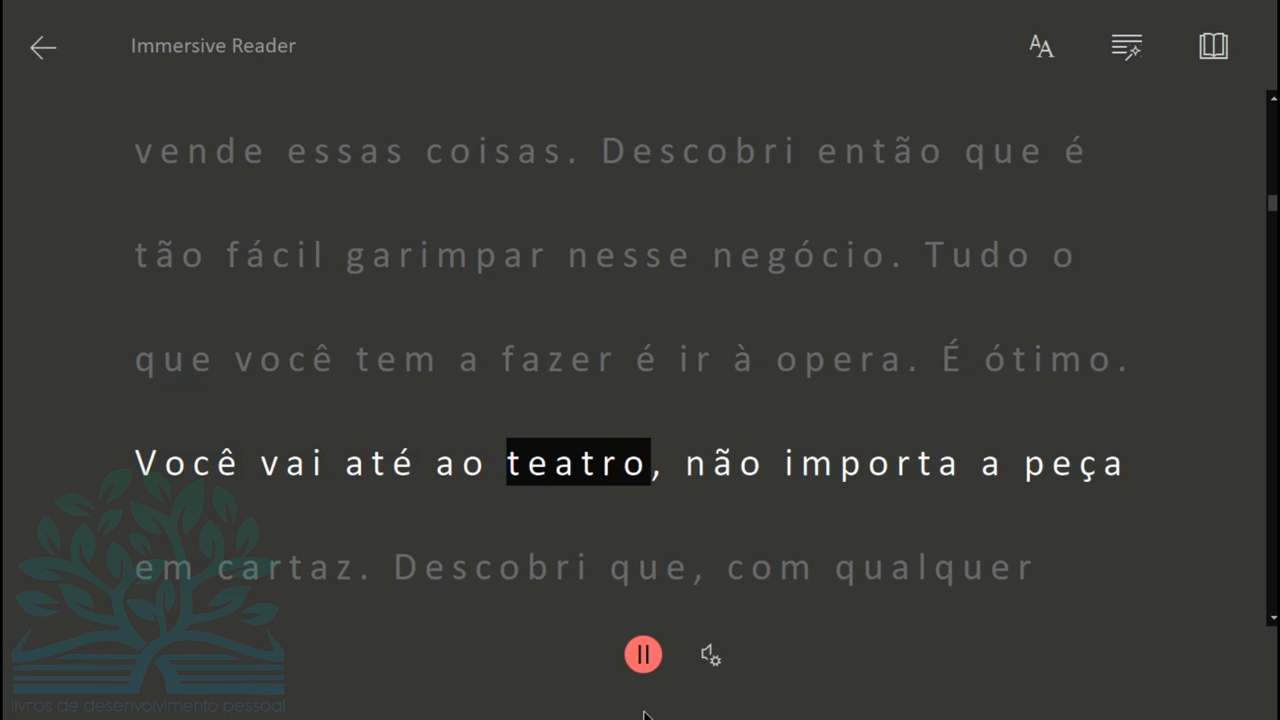 Immersive Reader
vende essas coisas. Descobri então que é
tão fácil garimpar nesse negócio. Tudo o
que você tem a fazer é ir à opera. É ótimo.
Você vai até ao teatro, não importa a peça
em cartaz. Descobri que, com qualquer
livros de desenvolvimento pessoal